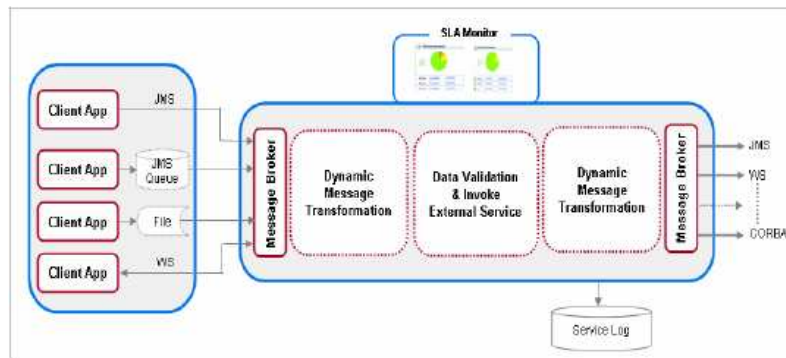 SLA Monitor
Client App
JMS
Client App
JMS
Queue
Client App
File
Client App
WS
Message Broker
Dynamic
Message
Transformation
Data Validation
& Invoke
External Service
Dynamic
Message
Transformation
Message Broker
JMS
WS
CORBA
Service Log